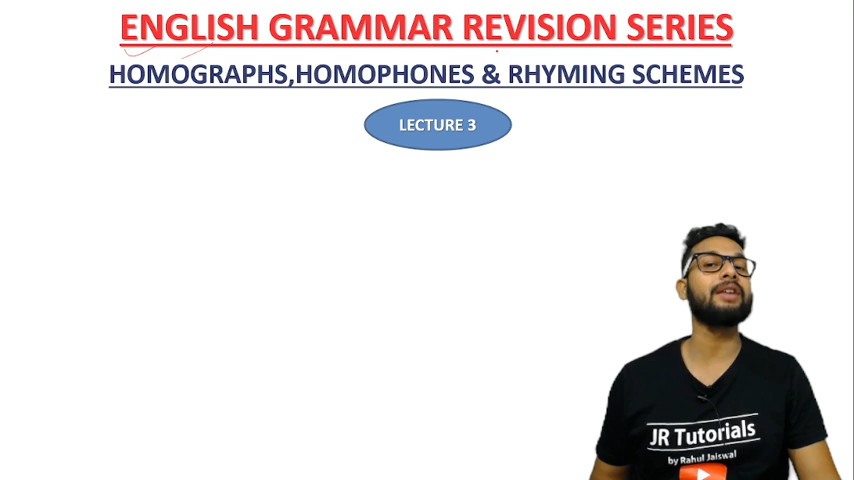 ENGLISH GRAMMAR REVISION SERIES
HOMOGRAPHS,HOMOPHONES & RHYMING SCHEMES
LECTURE 3
JR Tutorials
by Rahul Jaiswal